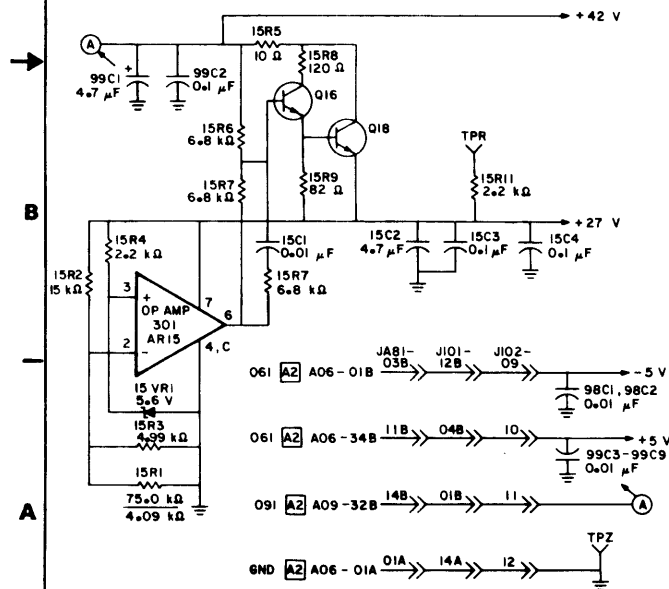 +42 V
A
15R5
10 Ω
15R8
120 Ω
99C1
4.7 µF
+
99C2
0.1 µF
Q16
Q18
15R6
6.8 kΩ
TPR
15R7
6.8 kΩ
15R9
82 Ω
15R11
2.2 kΩ
B
+27 V
15R4
2.2 kΩ
15C1
0.01 µF
15C2
4.7 µF
15C3
0.1 µF
15C4
0.1 µF
15R2
15 kΩ
15R7
6.8 kΩ
3
+
7
OP AMP
301
AR15
6
2
-
4, C
JA81-03B
J101-12B
J102-09
061 A2 A06-01B
-5 V
15 VR1
5.6 V
98C1, 98C2
0.01 µF
15R3
4.99 kΩ
061 A2 A06-34B
11B
04B
10
+5 V
99C3-99C9
0.01 µF
15R1
75.0 kΩ
4.09 kΩ
A
091 A2 A09-32B
14B
01B
11
A
TPZ
GND A2 A06-01A
01A
14A
12